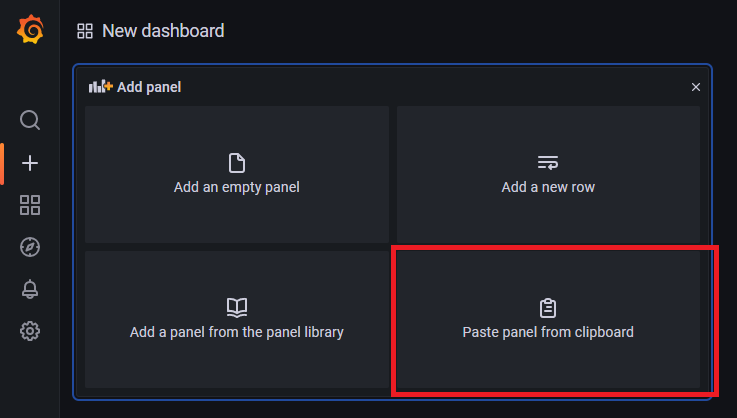 New dashboard
Add panel
Add an empty panel
Add a new row
Add a panel from the panel library
Paste panel from clipboard